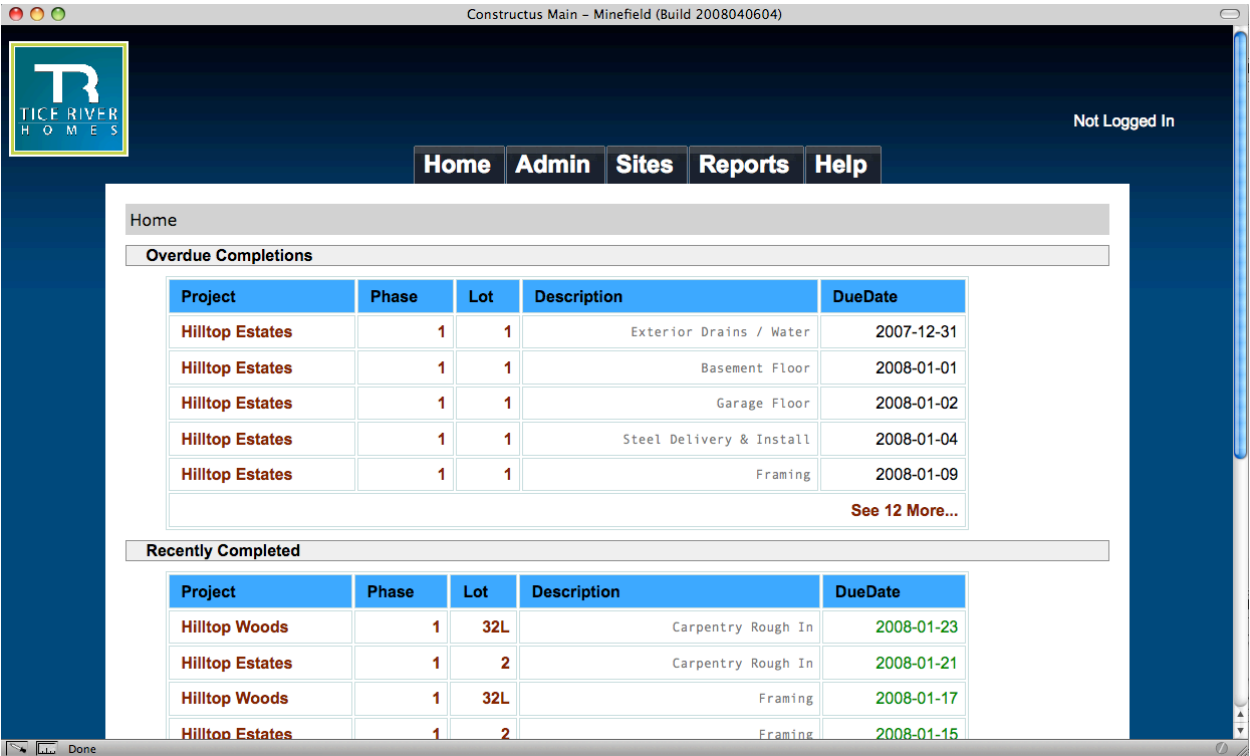 Constructus Main – Minefield (Build 2008040604)
TR
TICE RIVER
HOMES
Not Logged In
Home Admin Sites Reports Help
Home
Overdue Completions
Project Phase Lot Description DueDate
Hilltop Estates 1 1 Exterior Drains / Water 2007-12-31
Hilltop Estates 1 1 Basement Floor 2008-01-01
Hilltop Estates 1 1 Garage Floor 2008-01-02
Hilltop Estates 1 1 Steel Delivery & Install 2008-01-04
Hilltop Estates 1 1 Framing 2008-01-09
See 12 More...
Recently Completed
Project Phase Lot Description DueDate
Hilltop Woods 1 32L Carpentry Rough In 2008-01-23
Hilltop Estates 1 2 Carpentry Rough In 2008-01-21
Hilltop Woods 1 32L Framing 2008-01-17
Hilltop Estates 1 2 Framing 2008-01-15
Done